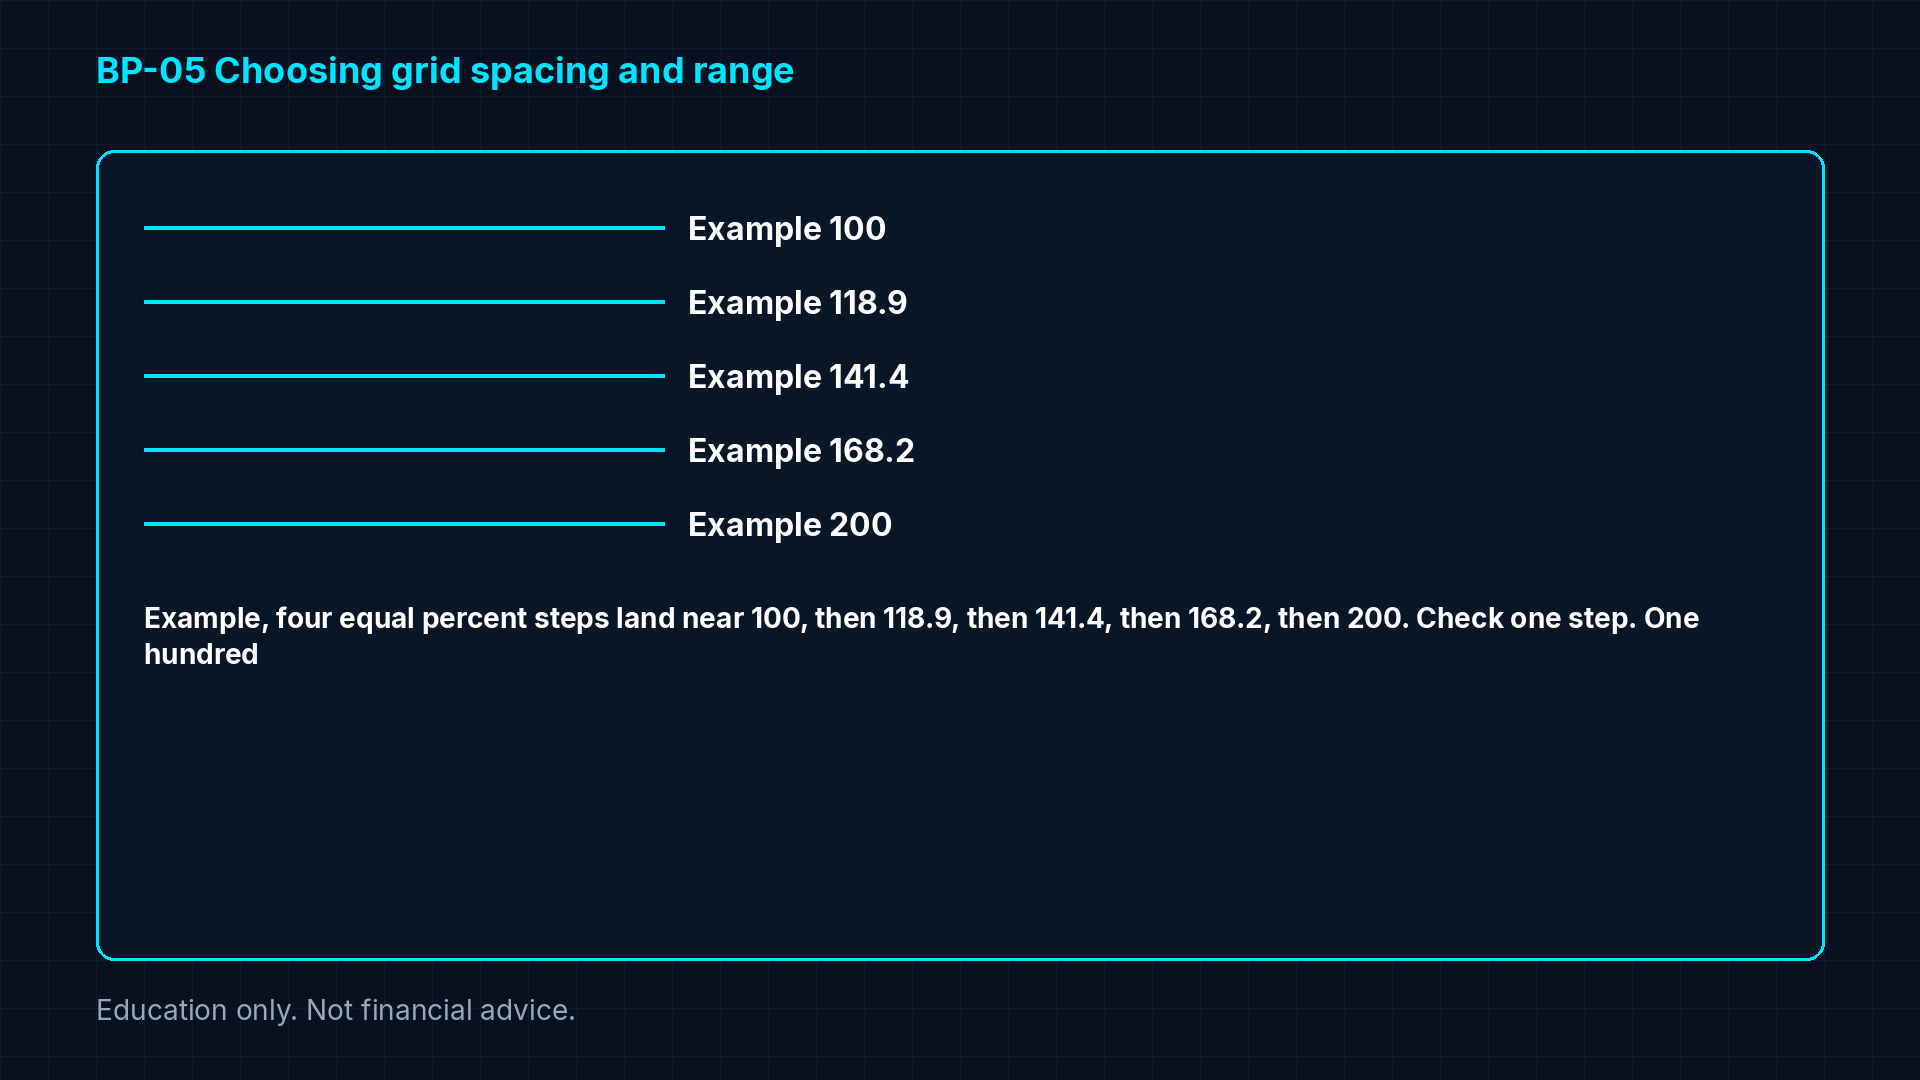 BP-05 Choosing grid spacing and range
Example 100
Example 118.9
Example 141.4
Example 168.2
Example 200
Example, four equal percent steps land near 100, then 118.9, then 141.4, then 168.2, then 200. Check one step. One
hundred
Education only. Not financial advice.